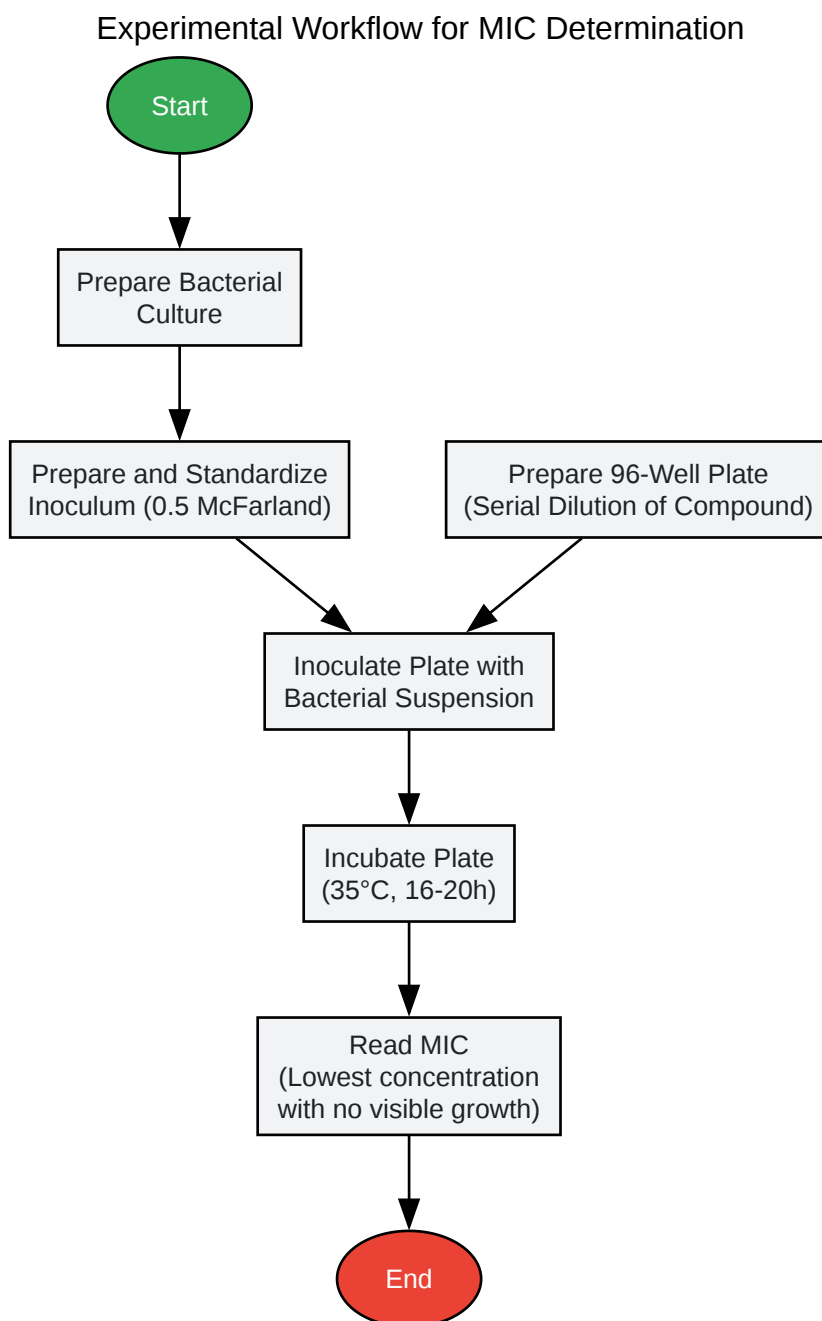 Experimental Workflow for MIC Determination
Start
Prepare Bacterial
Culture
Prepare and Standardize
Inoculum (0.5 McFarland)
Prepare 96-Well Plate
(Serial Dilution of Compound)
Inoculate Plate with
Bacterial Suspension
Incubate Plate
(35°C, 16-20h)
Read MIC
(Lowest concentration
with no visible growth)
End